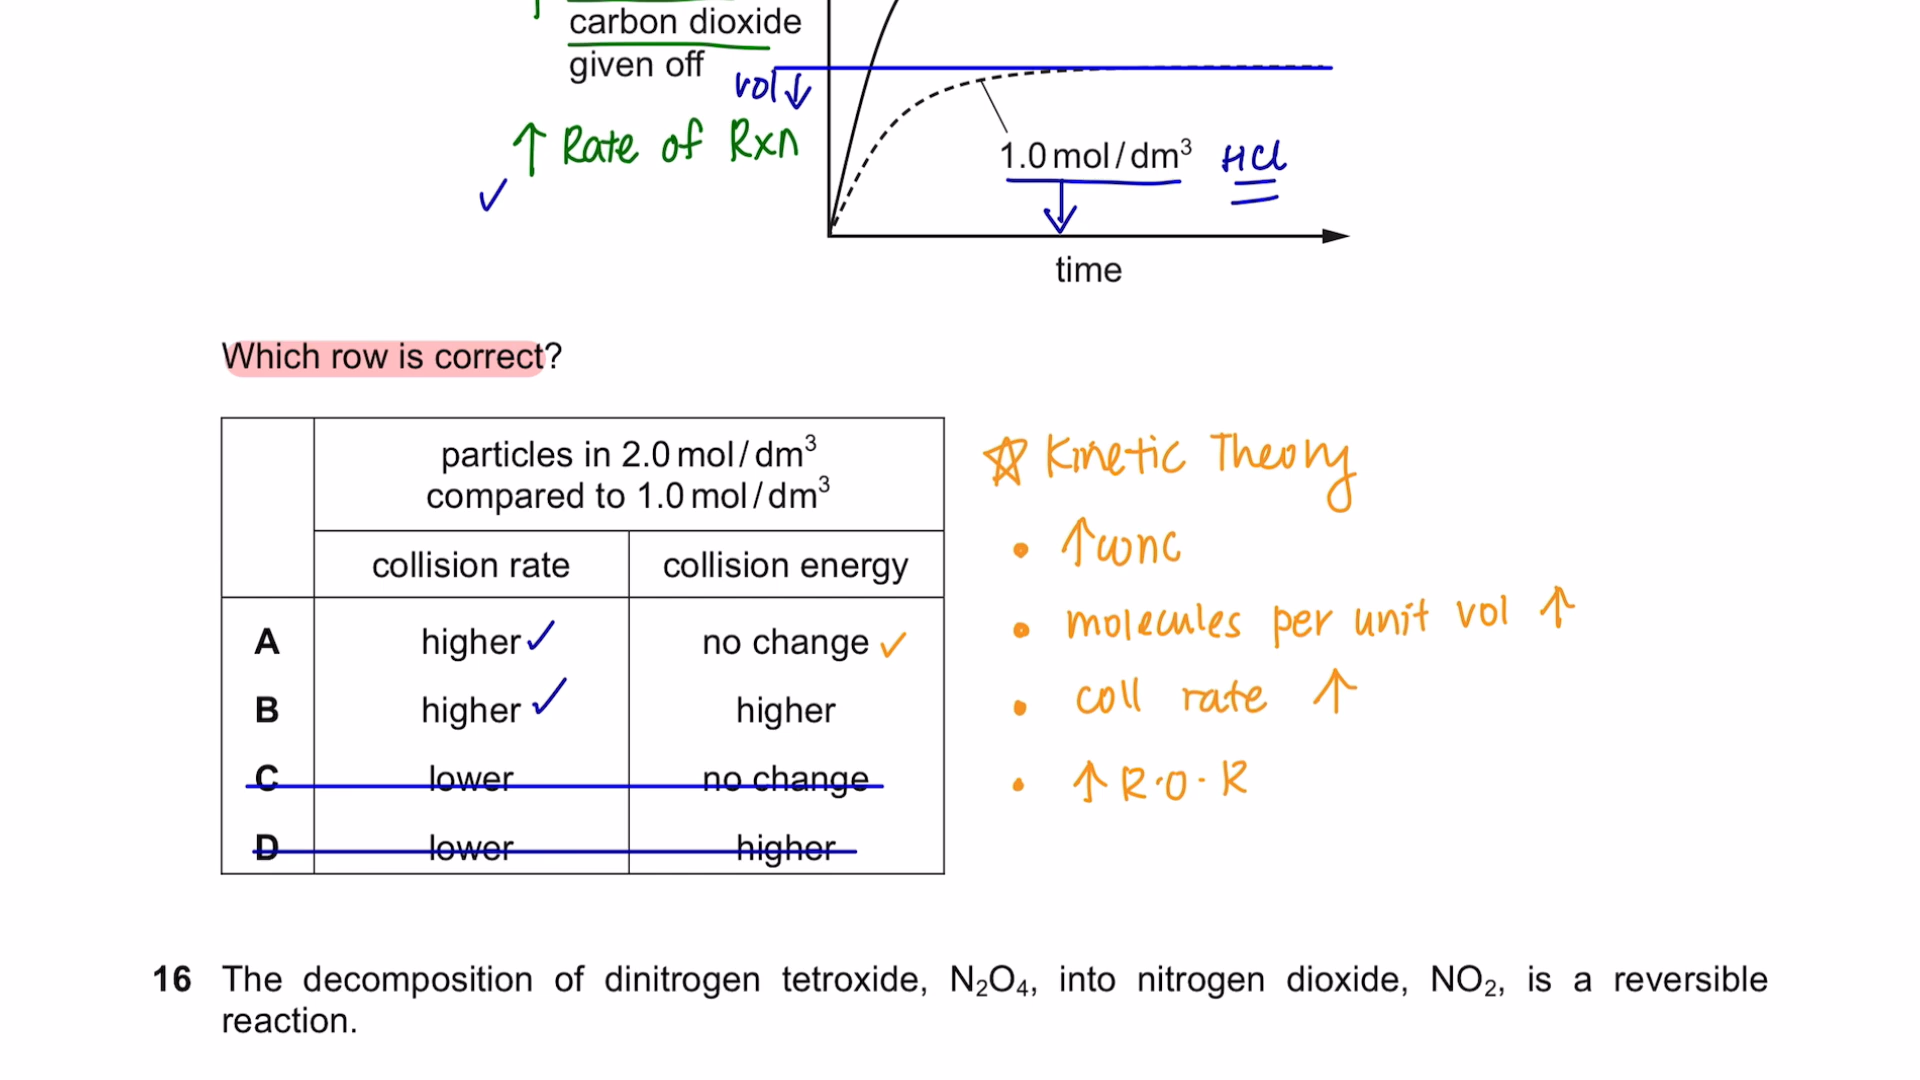 carbon dioxide
given off
vol↓
↑ Rate of Rxn
✓
1.0 mol/dm³ HCl
time
Which row is correct?
particles in 2.0 mol/dm³
compared to 1.0 mol/dm³
collision rate collision energy
A higher ✓ no change ✓
B higher ✓ higher
C lower no change
D lower higher
☆ Kinetic Theory
• ↑ conc
• molecules per unit vol ↑
• coll rate ↑
• ↑ R.O.R
16 The decomposition of dinitrogen tetroxide, N₂O₄, into nitrogen dioxide, NO₂, is a reversible
reaction.